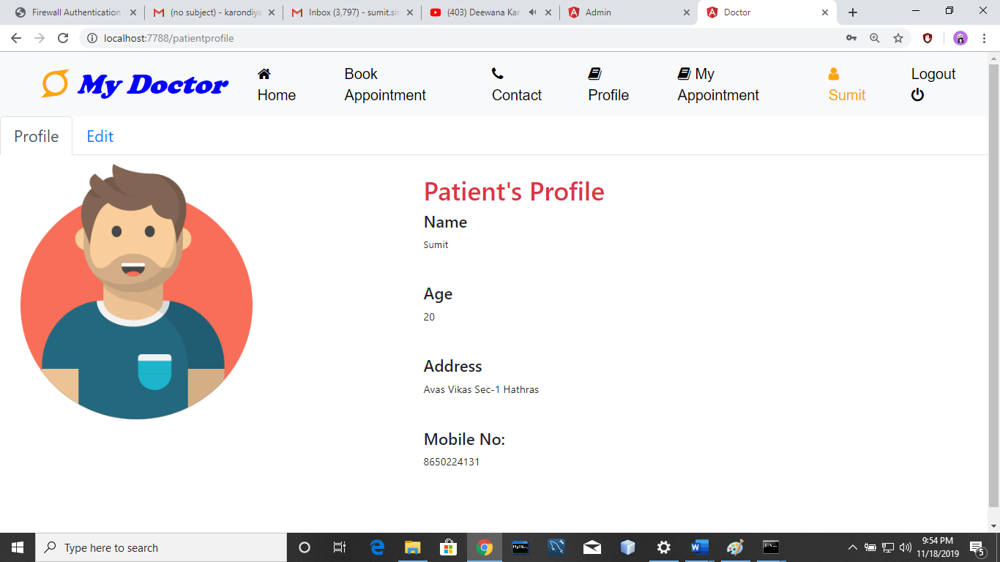 Firewall Authentication
(no subject) - karondiya
Inbox (3,797) - sumit.sin
(403) Deewana Kar
Admin
Doctor
localhost:7788/patientprofile
My Doctor
Home
Book Appointment
Contact
Profile
My Appointment
Sumit
Logout
Profile
Edit
Patient's Profile
Name
Sumit
Age
20
Address
Avas Vikas Sec-1 Hathras
Mobile No:
8650224131
Type here to search
9:54 PM
11/18/2019
5